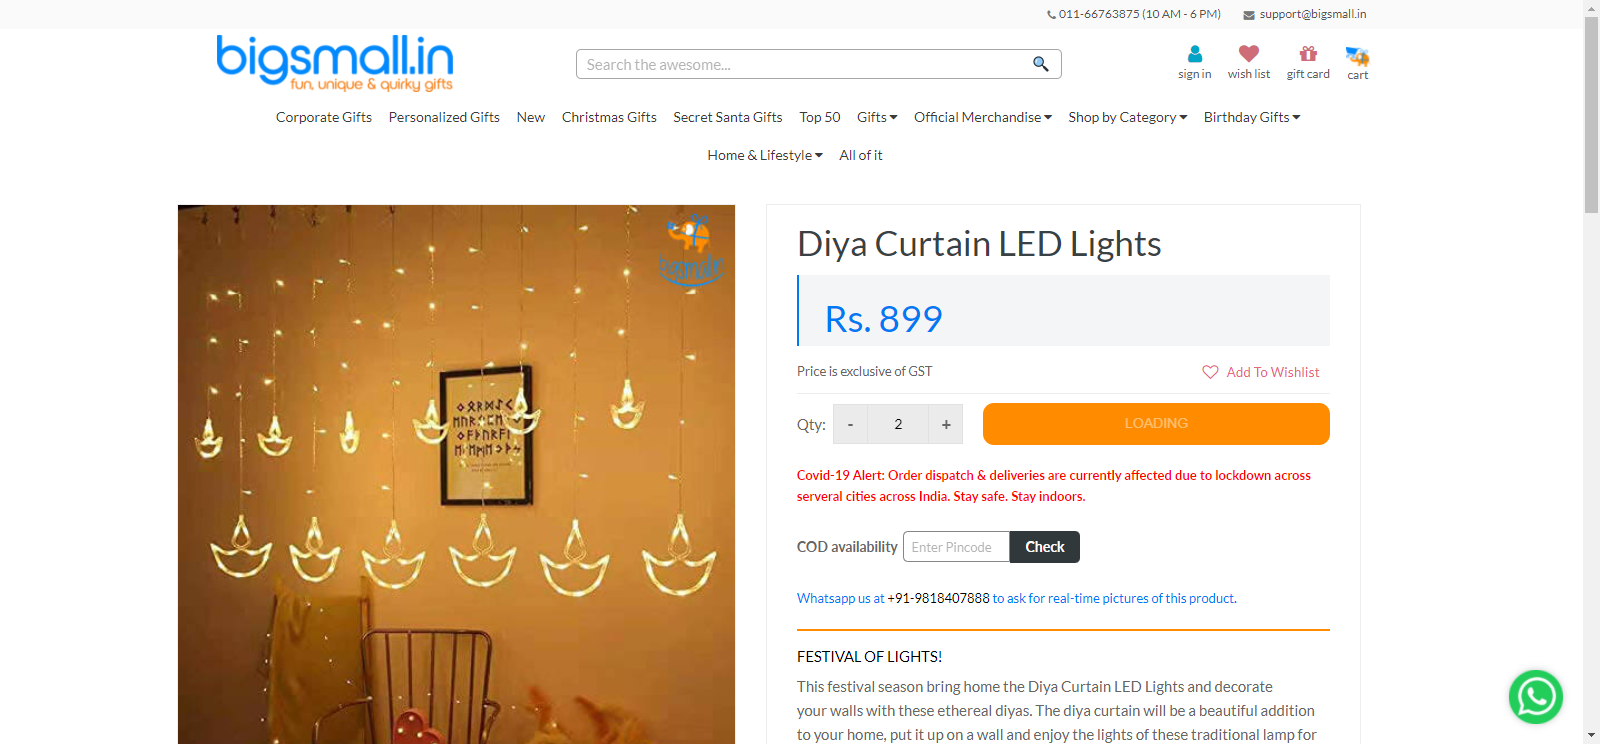 011-66763875 (10 AM - 6 PM) support@bigsmall.in
bigsmall.in
fun, unique & quirky gifts
Search the awesome...
sign in wish list gift card cart
Corporate Gifts Personalized Gifts New Christmas Gifts Secret Santa Gifts Top 50 Gifts Official Merchandise Shop by Category Birthday Gifts
Home & Lifestyle All of it
bigsmall.in
Diya Curtain LED Lights
Rs. 899
Price is exclusive of GST
Add To Wishlist
Qty: - 2 + LOADING
Covid-19 Alert: Order dispatch & deliveries are currently affected due to lockdown across
serveral cities across India. Stay safe. Stay indoors.
COD availability Enter Pincode Check
Whatsapp us at +91-9818407888 to ask for real-time pictures of this product.
FESTIVAL OF LIGHTS!
This festival season bring home the Diya Curtain LED Lights and decorate
your walls with these ethereal diyas. The diya curtain will be a beautiful addition
to your home, put it up on a wall and enjoy the lights of these traditional lamp for